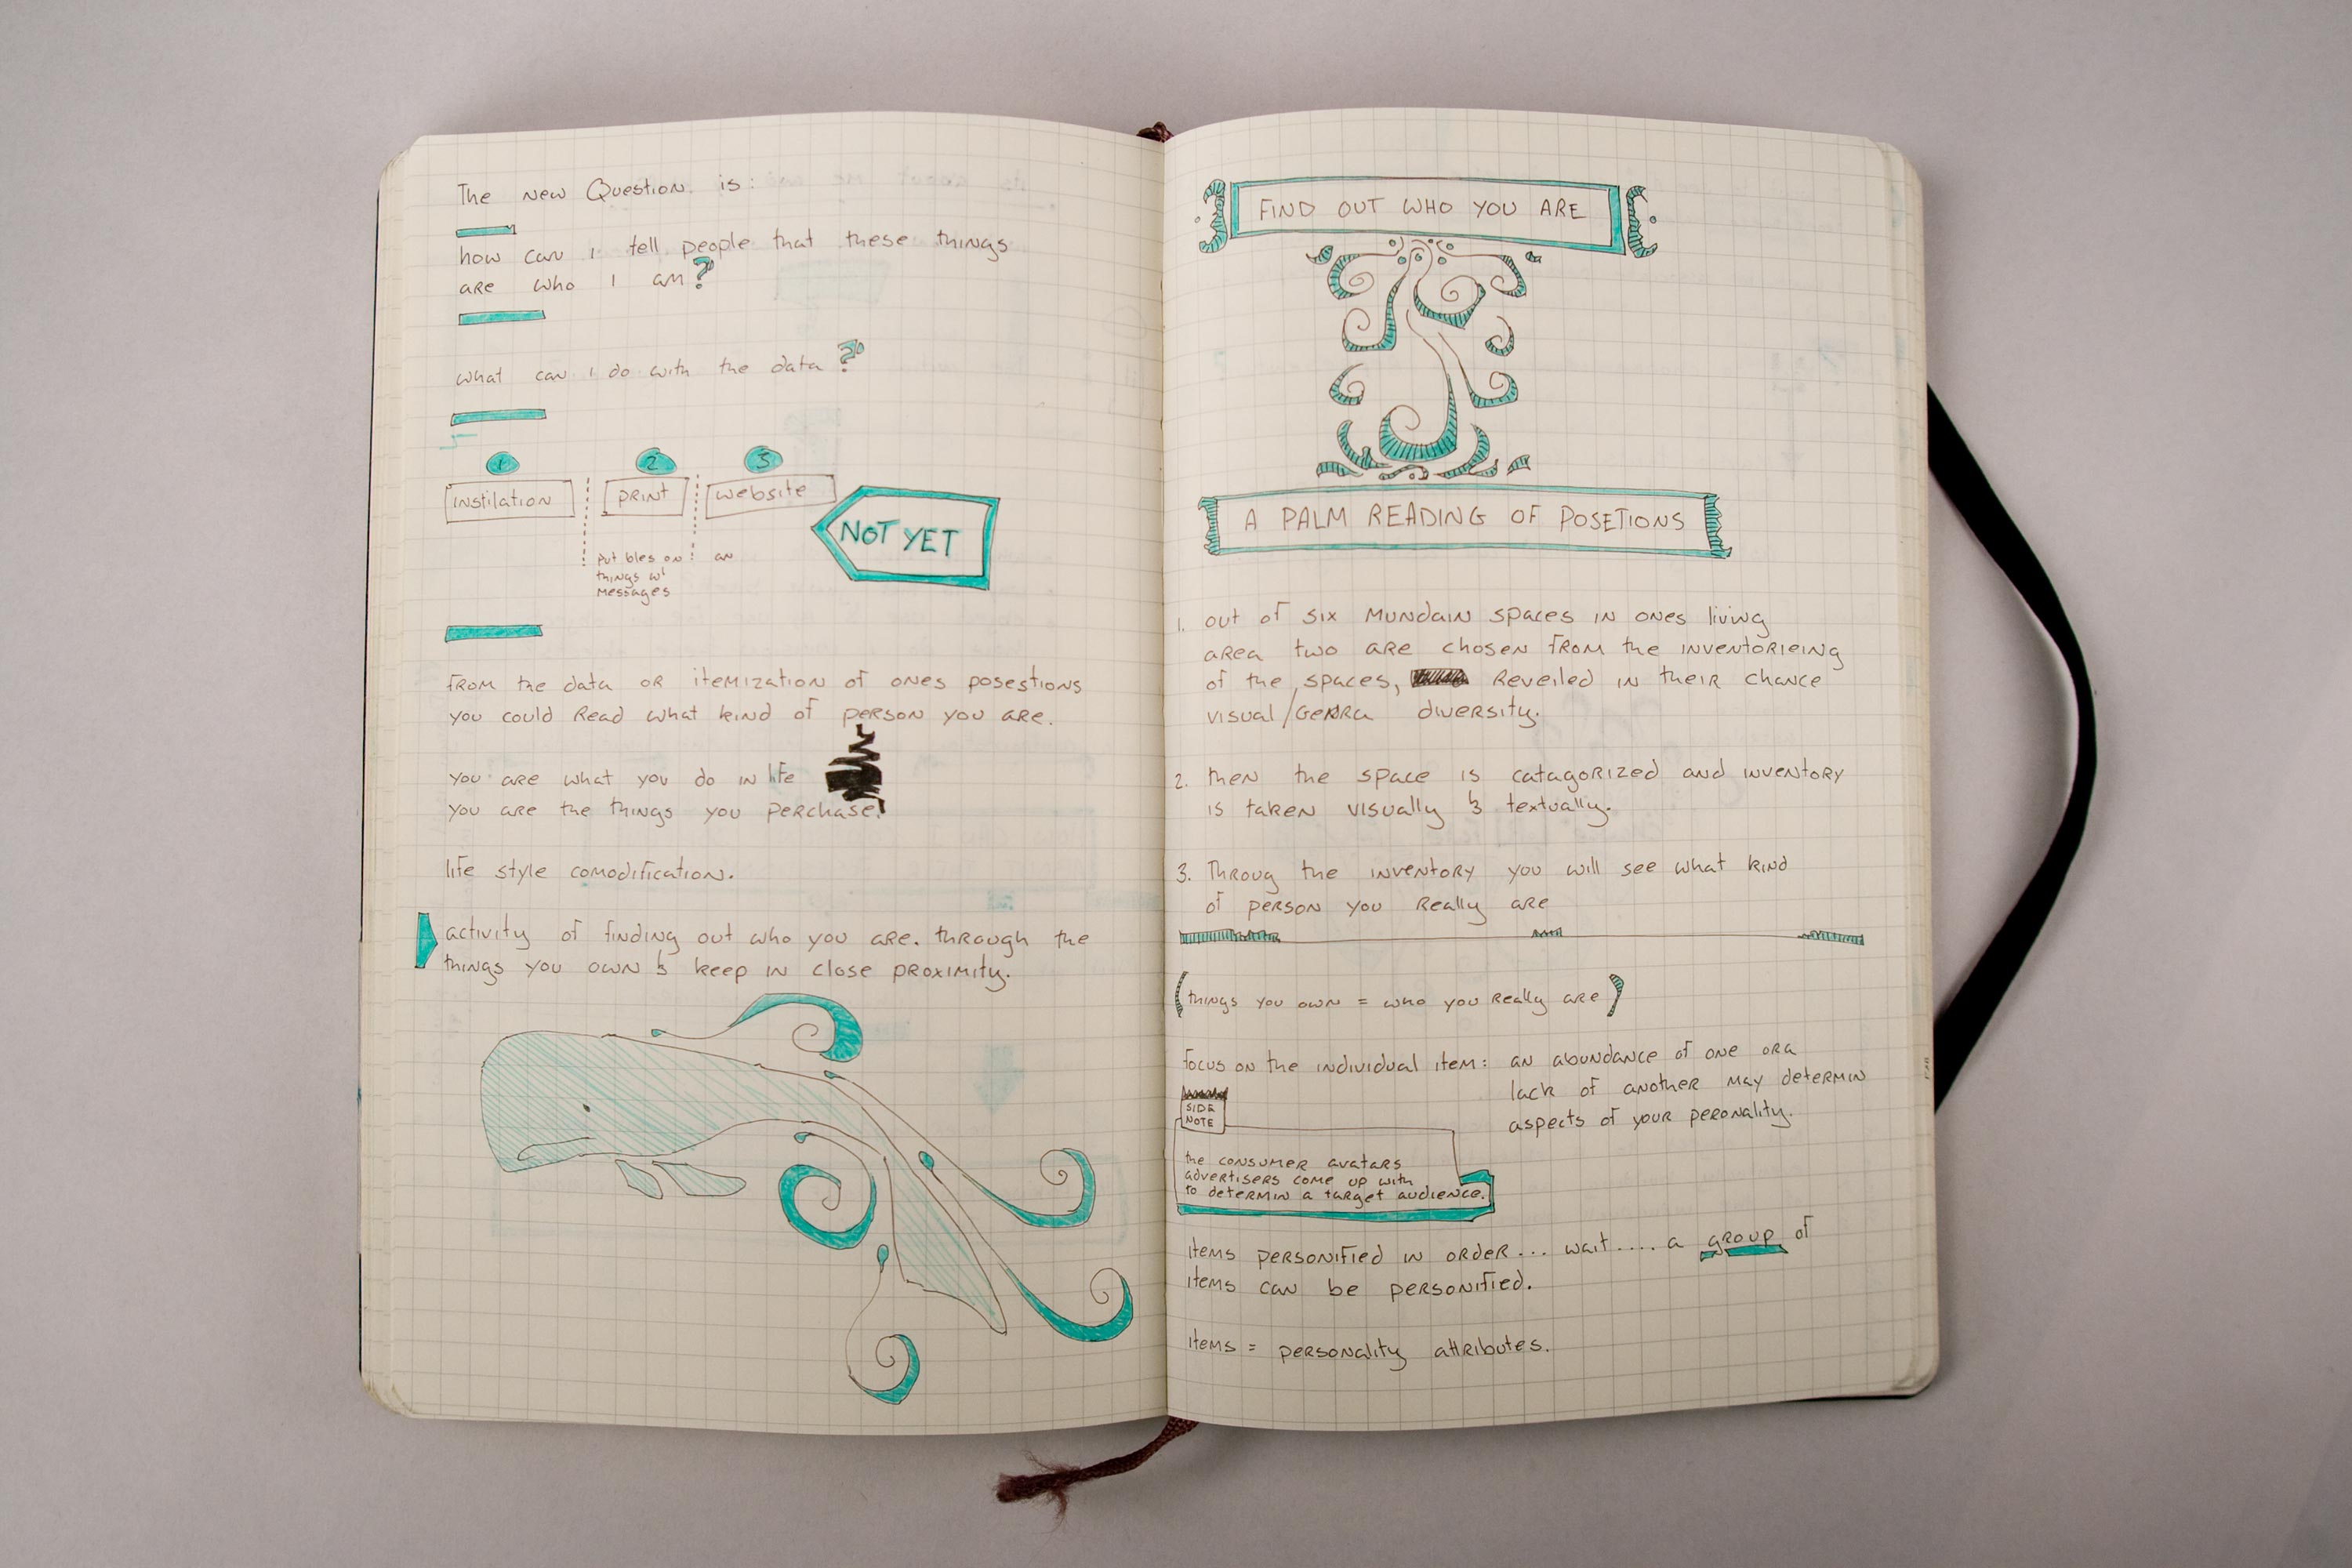 The new Question is:
how can i tell people that these things
are who I am?
what can I do with the data?
1 2 3
INSTILATION PRINT website
NOT YET
put bles on an
things w/
messages
from the data or itemization of ones posestions
you could Read what kind of person you are.
you are what you do in life
you are the things you perchase.
life style comodification.
activity of finding out who you are. through the
things you own & keep in close proximity.
FIND OUT WHO YOU ARE
A PALM READING OF POSETIONS
1. out of six mundain spaces in ones living
area two are chosen from the inventorieing
of the spaces, Reveiled in their chance
visual/ diversity.
2. then the space is catagorized and inventory
is taken visually & textually.
3. Throug the inventory you will see what kind
of person you Really are
(things you own = who you Really are)
focus on the individual item: an abundance of one ora
lack of another may determin
aspects of your peronality.
SIDE
NOTE
the consumer avatars
advertisers come up with
to determin a target audience.
items personified in order... wait.... a group of
items can be personified.
items = personality attributes.